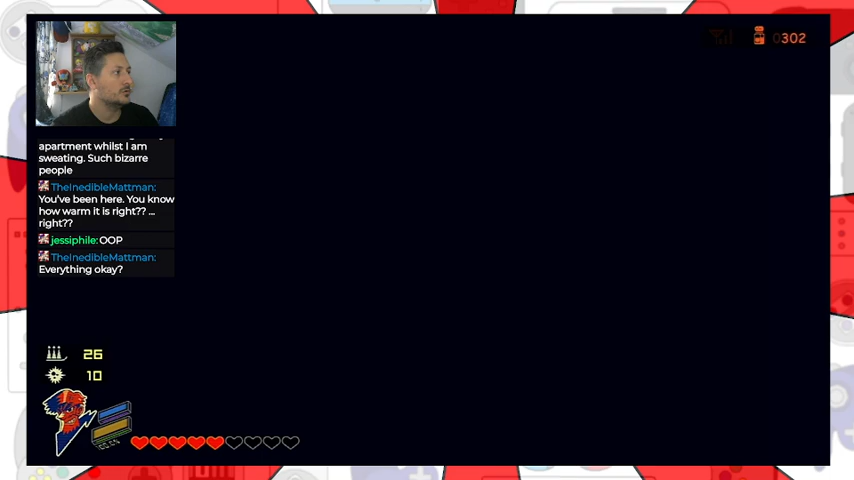 0302
apartment whilst I am
sweating. Such bizarre
people
TheInedibleMattman:
You've been here. You know
how warm it is right?? ...
right??
jessiphile: OOP
TheInedibleMattman:
Everything okay?
26
10